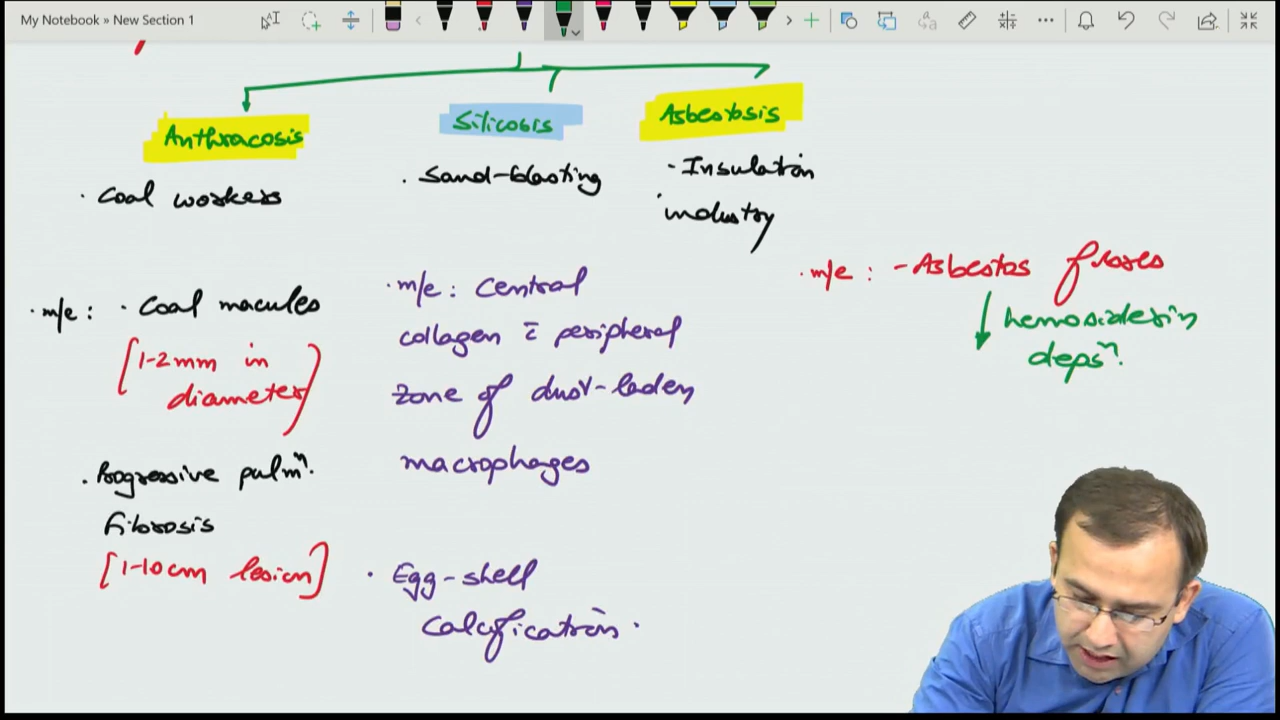 My Notebook » New Section 1
Anthracosis
Silicosis
Asbestosis
· Coal workers
· Sand-blasting
- Insulation
industry
· m/e : · Coal macules
[1-2mm in
diameter]
· Progressive pulmⁿ.
fibrosis
[1-10cm lesion]
· m/e : Central
collagen c̄ peripheral
zone of dust-laden
macrophages
· Egg-shell
calcification.
· m/e : - Asbestos fibres
↓ hemosiderin
depsⁿ.